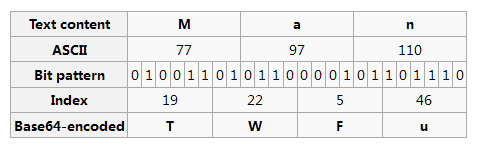 Text content M a n
ASCII 77 97 110
Bit pattern 0 1 0 0 1 1 0 1 0 1 1 0 0 0 0 1 0 1 1 0 1 1 1 0
Index 19 22 5 46
Base64-encoded T W F u